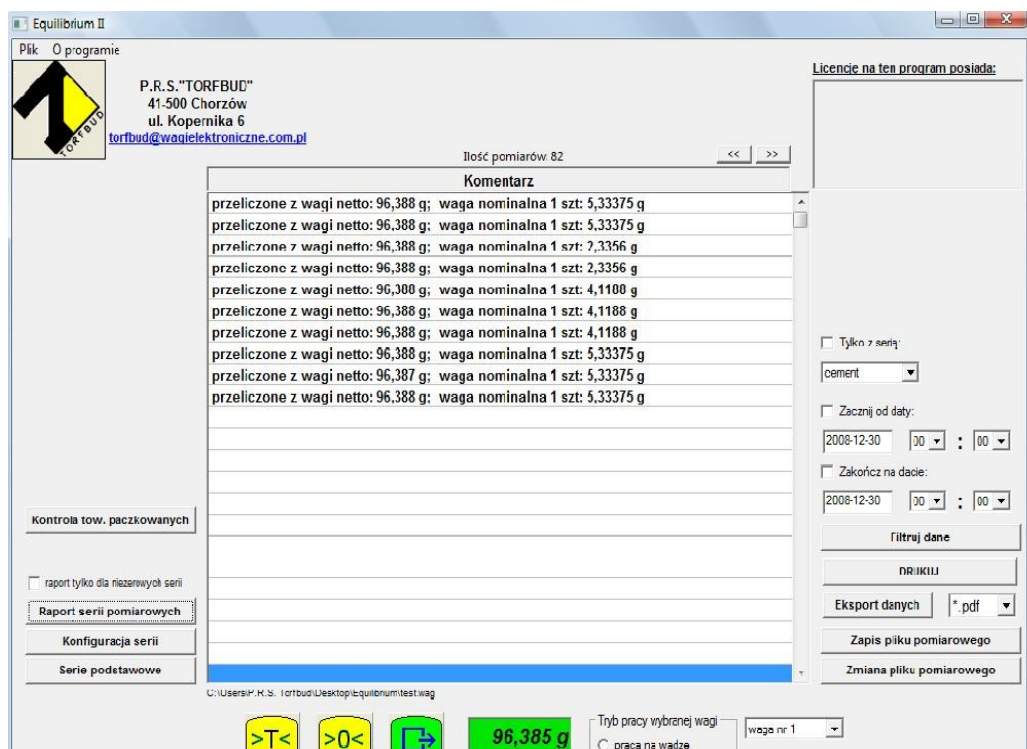 Equilibrium II
Plik O programie
TORFBUD
P.R.S."TORFBUD"
41-500 Chorzów
ul. Kopernika 6
torfbud@wagielektroniczne.com.pl
Licencję na ten program posiada:
Ilość pomiarów: 82
<< >>
Komentarz
przeliczone z wagi netto: 96,388 g; waga nominalna 1 szt: 5,33375 g
przeliczone z wagi netto: 96,388 g; waga nominalna 1 szt: 5,33375 g
przeliczone z wagi netto: 96,388 g; waga nominalna 1 szt: 2,3356 g
przeliczone z wagi netto: 96,388 g; waga nominalna 1 szt: 2,3356 g
przeliczone z wagi netto: 96,388 g; waga nominalna 1 szt: 4,1188 g
przeliczone z wagi netto: 96,388 g; waga nominalna 1 szt: 4,1188 g
przeliczone z wagi netto: 96,388 g; waga nominalna 1 szt: 4,1188 g
przeliczone z wagi netto: 96,388 g; waga nominalna 1 szt: 5,33375 g
przeliczone z wagi netto: 96,387 g; waga nominalna 1 szt: 5,33375 g
przeliczone z wagi netto: 96,388 g; waga nominalna 1 szt: 5,33375 g
Tylko z serią:
cement
Zacznij od daty:
2008-12-30 00 : 00
Zakończ na dacie:
2008-12-30 00 : 00
Filtruj dane
DRUKUJ
Eksport danych *.pdf
Zapis pliku pomiarowego
Zmiana pliku pomiarowego
Kontrola tow. paczkowanych
raport tylko dla niezerowych serii
Raport serii pomiarowych
Konfiguracja serii
Serie podstawowe
C:\Users\P.R.S. Torfbud\Desktop\Equilibrium\test.wag
>T< >0< 96,385 g
Tryb pracy wybranej wagi
praca na wadze
waga nr 1